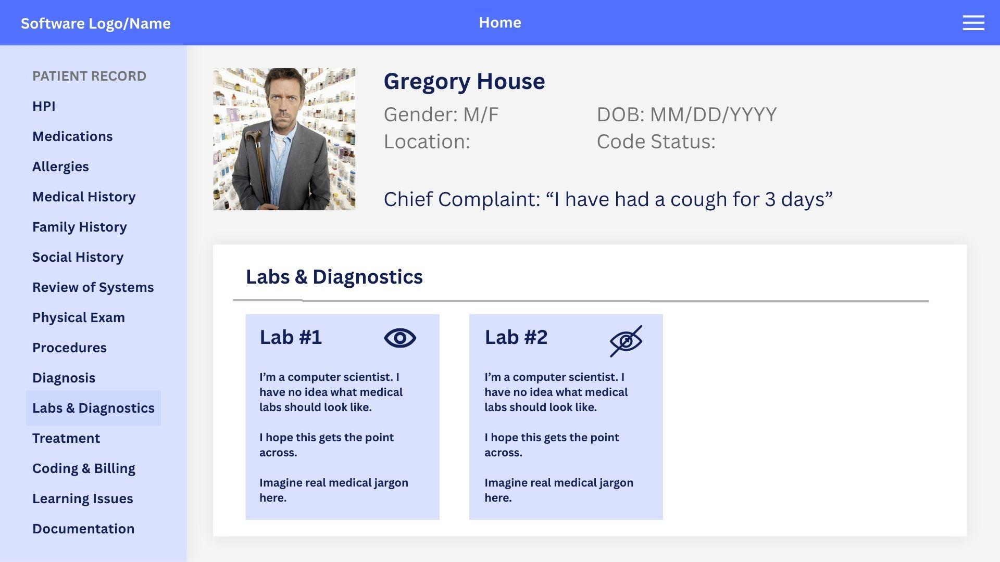 Software Logo/Name
Home
PATIENT RECORD
HPI
Medications
Allergies
Medical History
Family History
Social History
Review of Systems
Physical Exam
Procedures
Diagnosis
Labs & Diagnostics
Treatment
Coding & Billing
Learning Issues
Documentation
Gregory House
Gender: M/F
DOB: MM/DD/YYYY
Location:
Code Status:
Chief Complaint: “I have had a cough for 3 days”
Labs & Diagnostics
Lab #1
I’m a computer scientist. I
have no idea what medical
labs should look like.
I hope this gets the point
across.
Imagine real medical jargon
here.
Lab #2
I’m a computer scientist. I
have no idea what medical
labs should look like.
I hope this gets the point
across.
Imagine real medical jargon
here.